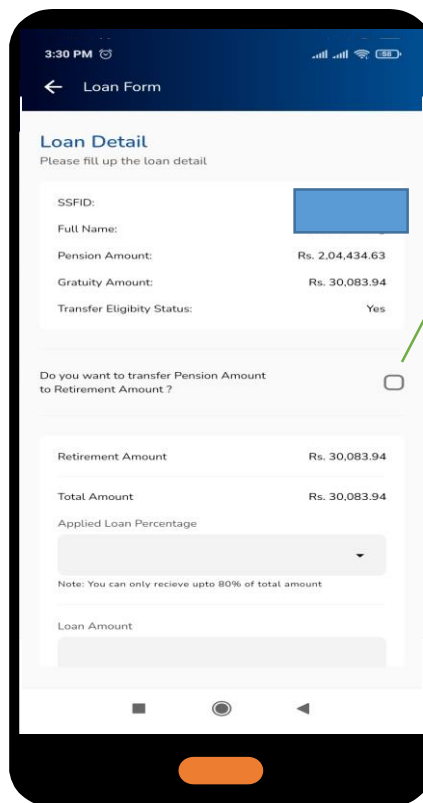 3:30 PM
56
Loan Form
Loan Detail
Please fill up the loan detail
SSFID:
Full Name:
Pension Amount: Rs. 2,04,434.63
Gratuity Amount: Rs. 30,083.94
Transfer Eligibity Status: Yes
Do you want to transfer Pension Amount
to Retirement Amount ?
Retirement Amount Rs. 30,083.94
Total Amount Rs. 30,083.94
Applied Loan Percentage
Note: You can only recieve upto 80% of total amount
Loan Amount